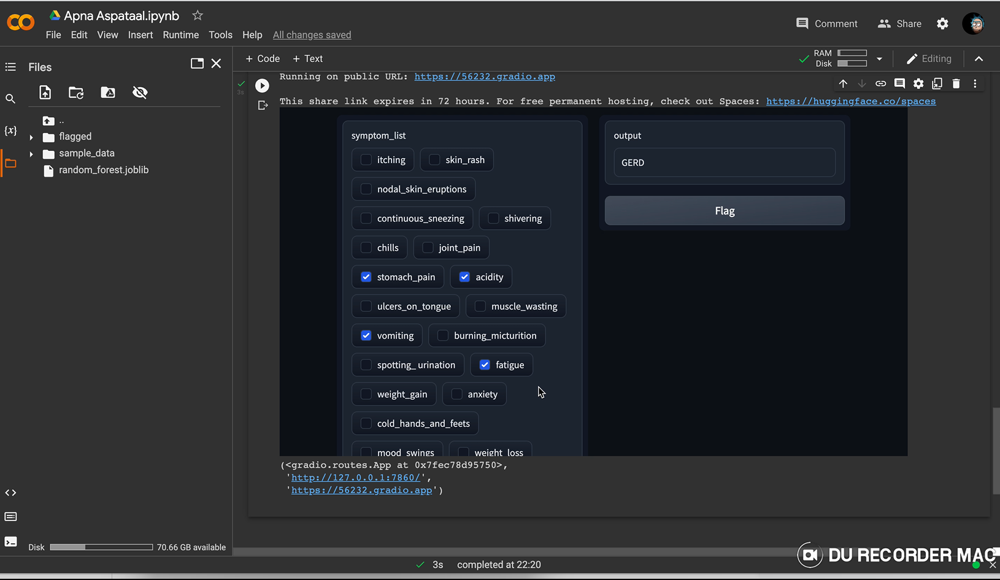 Apna Aspataal.ipynb
File Edit View Insert Runtime Tools Help All changes saved
Comment Share
Files
+ Code + Text
RAM
Disk
Editing
Running on public URL: https://56232.gradio.app
3s
This share link expires in 72 hours. For free permanent hosting, check out Spaces: https://huggingface.co/spaces
{x}
..
flagged
sample_data
random_forest.joblib
symptom_list
itching skin_rash
nodal_skin_eruptions
continuous_sneezing shivering
chills joint_pain
stomach_pain acidity
ulcers_on_tongue muscle_wasting
vomiting burning_micturition
spotting_ urination fatigue
weight_gain anxiety
cold_hands_and_feets
mood_swings weight_loss
output
GERD
Flag
(<gradio.routes.App at 0x7fec78d95750>,
'http://127.0.0.1:7860/',
'https://56232.gradio.app')
Disk 70.66 GB available
3s completed at 22:20
DU RECORDER MAC